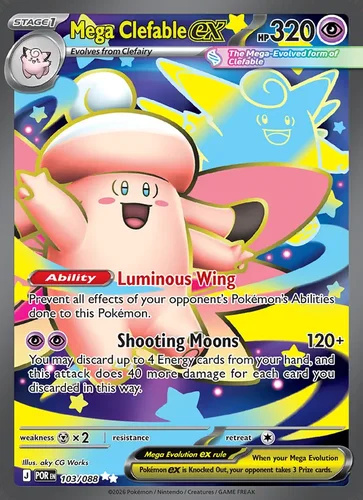 STAGE 1 Mega Clefable ex HP 320
Evolves from Clefairy
The Mega-Evolved form of
Clefable
Ability Luminous Wing
Prevent all effects of your opponent's Pokémon's Abilities
done to this Pokémon.
Shooting Moons 120+
You may discard up to 4 Energy cards from your hand, and
this attack does 40 more damage for each card you
discarded in this way.
weakness ×2 resistance retreat
Mega Evolution ex rule
When your Mega Evolution
Pokémon ex is Knocked Out, your opponent takes 3 Prize cards.
Illus. aky CG Works
J POR EN 103/088
©2026 Pokémon / Nintendo / Creatures / GAME FREAK